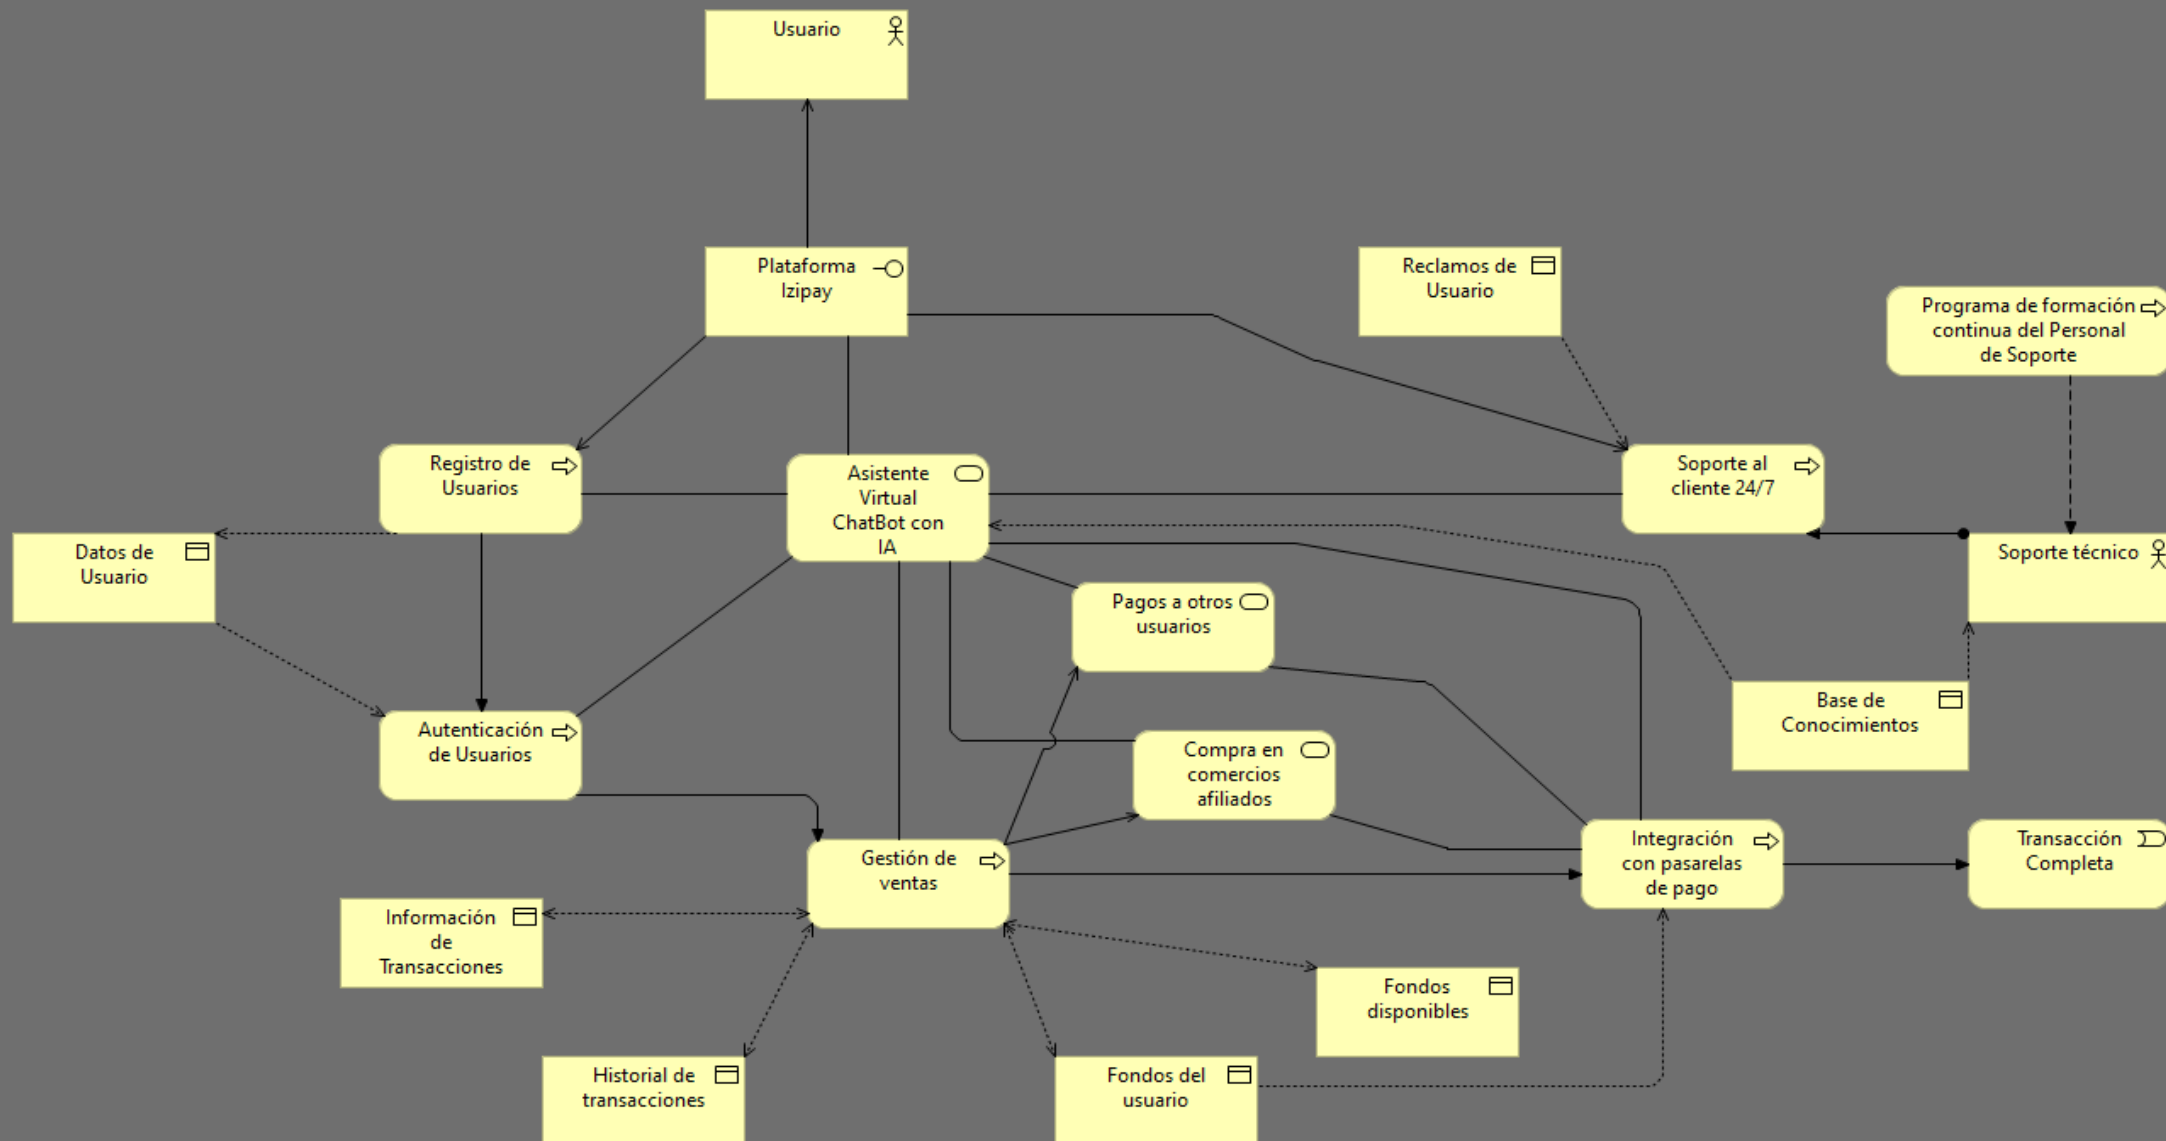 Usuario
Plataforma
Izipay
Reclamos de
Usuario
Programa de formación
continua del Personal
de Soporte
Registro de
Usuarios
Asistente
Virtual
ChatBot con
IA
Soporte al
cliente 24/7
Datos de
Usuario
Soporte técnico
Pagos a otros
usuarios
Autenticación
de Usuarios
Base de
Conocimientos
Compra en
comercios
afiliados
Gestión de
ventas
Integración
con pasarelas
de pago
Transacción
Completa
Información
de
Transacciones
Fondos
disponibles
Historial de
transacciones
Fondos del
usuario